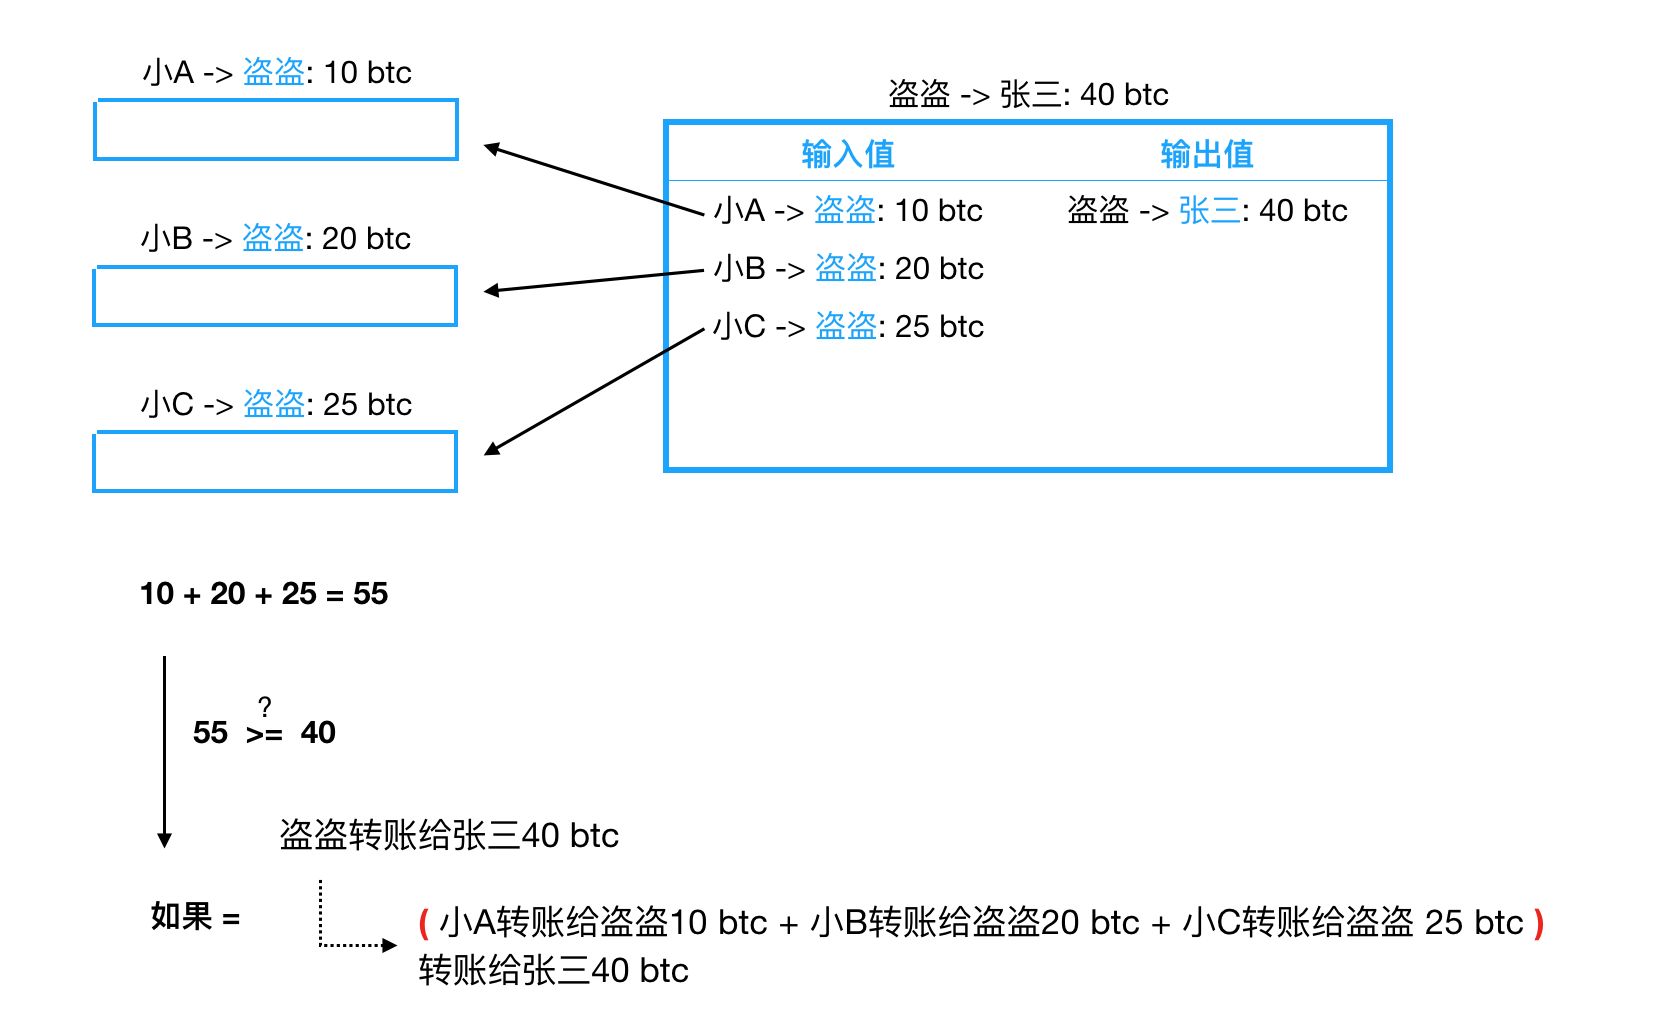 小A -> 盗盗: 10 btc
小B -> 盗盗: 20 btc
小C -> 盗盗: 25 btc
盗盗 -> 张三: 40 btc
输入值 输出值
小A -> 盗盗: 10 btc 盗盗 -> 张三: 40 btc
小B -> 盗盗: 20 btc
小C -> 盗盗: 25 btc
10 + 20 + 25 = 55
?
55 >= 40
盗盗转账给张三40 btc
如果 =
( 小A转账给盗盗10 btc + 小B转账给盗盗20 btc + 小C转账给盗盗 25 btc )
转账给张三40 btc